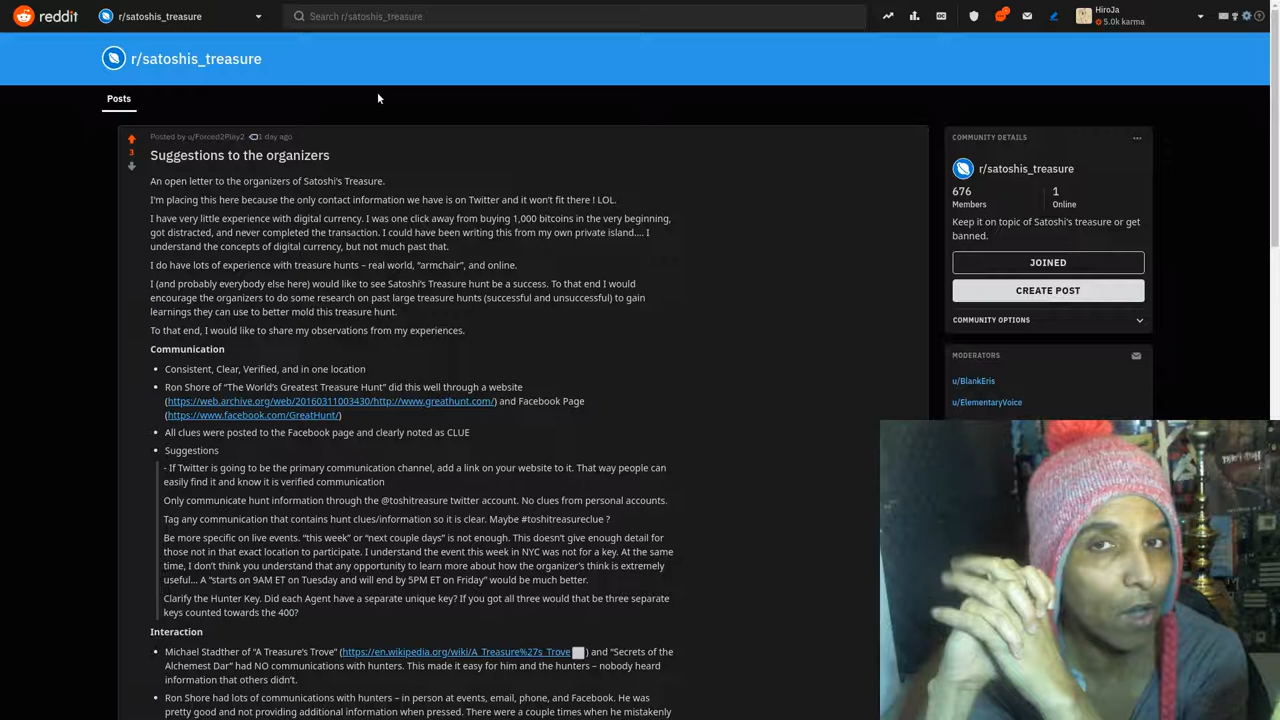 reddit
r/satoshis_treasure
Search r/satoshis_treasure
HiroJa
5.0k karma
r/satoshis_treasure
Posts
Posted by u/Forced2Play2 1 day ago
3
Suggestions to the organizers
An open letter to the organizers of Satoshi's Treasure.
I'm placing this here because the only contact information we have is on Twitter and it won't fit there ! LOL.
I have very little experience with digital currency. I was one click away from buying 1,000 bitcoins in the very beginning,
got distracted, and never completed the transaction. I could have been writing this from my own private island.... I
understand the concepts of digital currency, but not much past that.
I do have lots of experience with treasure hunts – real world, "armchair", and online.
I (and probably everybody else here) would like to see Satoshi's Treasure hunt be a success. To that end I would
encourage the organizers to do some research on past large treasure hunts (successful and unsuccessful) to gain
learnings they can use to better mold this treasure hunt.
To that end, I would like to share my observations from my experiences.
Communication
• Consistent, Clear, Verified, and in one location
• Ron Shore of "The World's Greatest Treasure Hunt" did this well through a website
(https://web.archive.org/web/20160311003430/http://www.greathunt.com/) and Facebook Page
(https://www.facebook.com/GreatHunt/)
• All clues were posted to the Facebook page and clearly noted as CLUE
• Suggestions
- If Twitter is going to be the primary communication channel, add a link on your website to it. That way people can
easily find it and know it is verified communication
Only communicate hunt information through the @toshitreasure twitter account. No clues from personal accounts.
Tag any communication that contains hunt clues/information so it is clear. Maybe #toshitreasureclue ?
Be more specific on live events. "this week" or "next couple days" is not enough. This doesn't give enough detail for
those not in that exact location to participate. I understand the event this week in NYC was not for a key. At the same
time, I don't think you understand that any opportunity to learn more about how the organizer's think is extremely
useful... A "starts on 9AM ET on Tuesday and will end by 5PM ET on Friday" would be much better.
Clarify the Hunter Key. Did each Agent have a separate unique key? If you got all three would that be three separate
keys counted towards the 400?
Interaction
• Michael Stadther of "A Treasure's Trove" (https://en.wikipedia.org/wiki/A_Treasure%27s_Trove) and "Secrets of the
Alchemest Dar" had NO communications with hunters. This made it easy for him and the hunters – nobody heard
information that others didn't.
• Ron Shore had lots of communications with hunters – in person at events, email, phone, and Facebook. He was
pretty good and not providing additional information when pressed. There were a couple times when he mistakenly
COMMUNITY DETAILS
r/satoshis_treasure
676
Members
1
Online
Keep it on topic of Satoshi's treasure or get
banned.
JOINED
CREATE POST
COMMUNITY OPTIONS
MODERATORS
u/BlankEris
u/ElementaryVoice